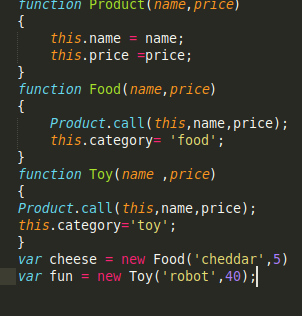 function Product(name,price)
{
    this.name = name;
    this.price =price;
}
function Food(name,price)
{
    Product.call(this,name,price);
    this.category= 'food';
}
function Toy(name ,price)
{
Product.call(this,name,price);
this.category='toy';
}
var cheese = new Food('cheddar',5)
var fun = new Toy('robot',40);